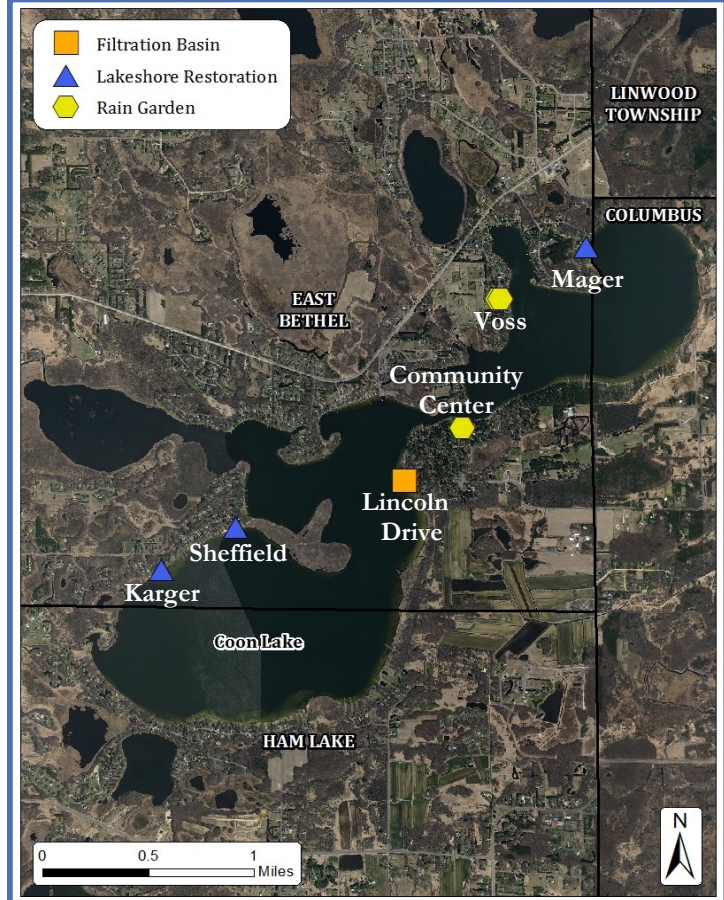 Filtration Basin
Lakeshore Restoration
Rain Garden
LINWOOD
TOWNSHIP
COLUMBUS
Mager
EAST
BETHEL
Voss
Community
Center
Lincoln
Drive
Sheffield
Karger
Coon Lake
HAM LAKE
N
0 0.5 1
Miles